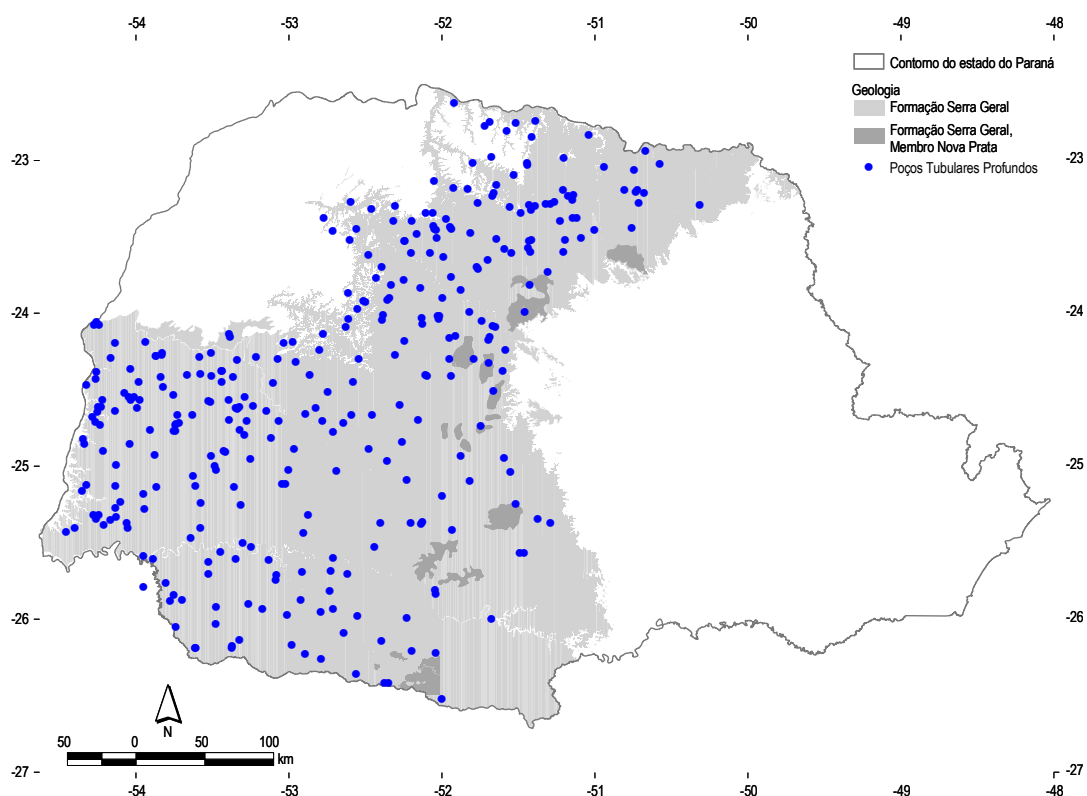 -54 -53 -52 -51 -50 -49 -48
Contorno do estado do Paraná
Geologia
Formação Serra Geral
Formação Serra Geral,
Membro Nova Prata
Poços Tubulares Profundos
-23 -23
-24 -24
-25 -25
-26 -26
N
50 0 50 100
km
-27 -27
-54 -53 -52 -51 -50 -49 -48